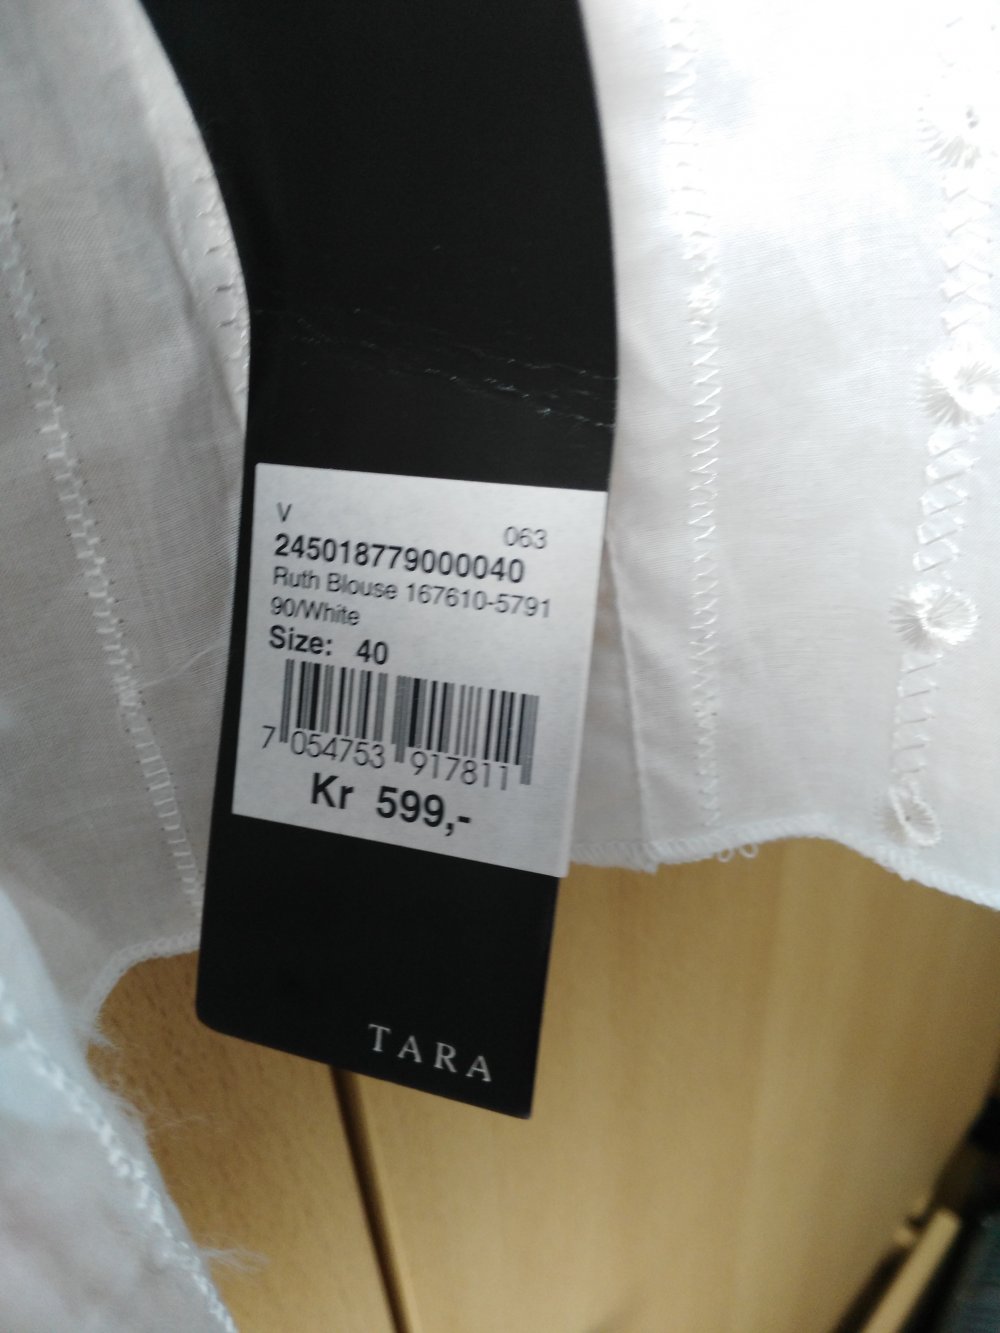 V
063
245018779000040
Ruth Blouse 167610-5791
90/White
Size: 40
7 054753 917811
Kr 599,-
TARA